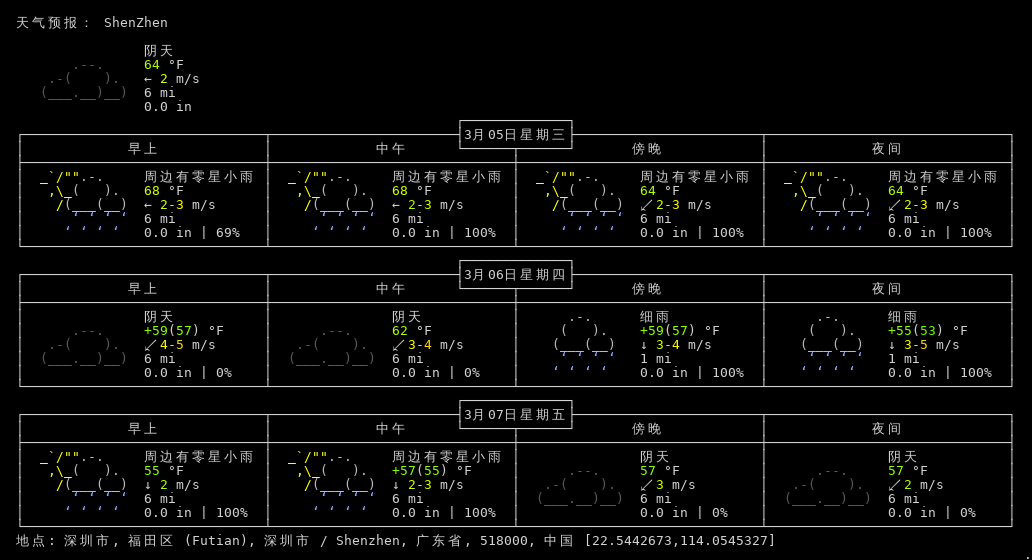 天气预报： ShenZhen
阴天
64 °F
← 2 m/s
6 mi
0.0 in
3月05日星期三
早上 中午 傍晚 夜间
周边有零星小雨 周边有零星小雨 周边有零星小雨 周边有零星小雨
68 °F 68 °F 64 °F 64 °F
← 2-3 m/s ← 2-3 m/s ↙ 2-3 m/s ↙ 2-3 m/s
6 mi 6 mi 6 mi 6 mi
0.0 in | 69% 0.0 in | 100% 0.0 in | 100% 0.0 in | 100%
3月06日星期四
早上 中午 傍晚 夜间
阴天 阴天 细雨 细雨
+59(57) °F 62 °F +59(57) °F +55(53) °F
↙ 4-5 m/s ↙ 3-4 m/s ↓ 3-4 m/s ↓ 3-5 m/s
6 mi 6 mi 1 mi 1 mi
0.0 in | 0% 0.0 in | 0% 0.0 in | 100% 0.0 in | 100%
3月07日星期五
早上 中午 傍晚 夜间
周边有零星小雨 周边有零星小雨 阴天 阴天
55 °F +57(55) °F 57 °F 57 °F
↓ 2 m/s ↓ 2-3 m/s ↙ 3 m/s ↙ 2 m/s
6 mi 6 mi 6 mi 6 mi
0.0 in | 100% 0.0 in | 100% 0.0 in | 0% 0.0 in | 0%
地点: 深圳市, 福田区 (Futian), 深圳市 / Shenzhen, 广东省, 518000, 中国 [22.5442673,114.0545327]